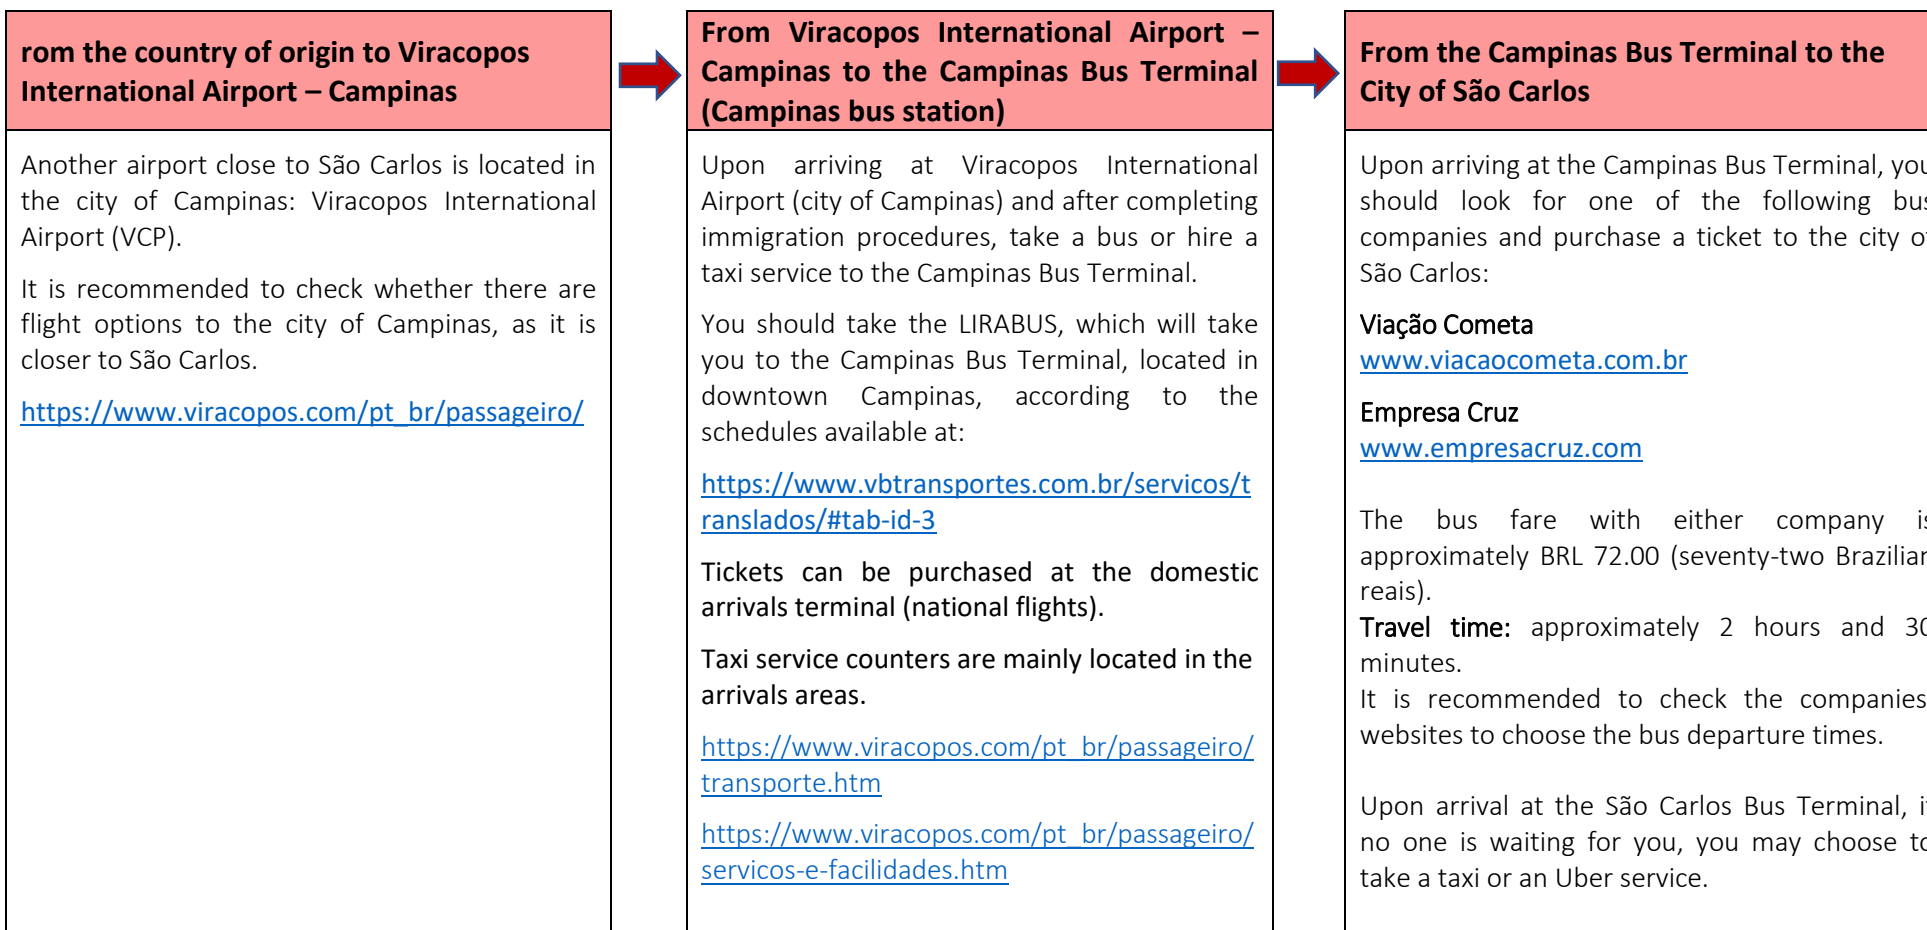 rom the country of origin to Viracopos
International Airport – Campinas
Another airport close to São Carlos is located in
the city of Campinas: Viracopos International
Airport (VCP).
It is recommended to check whether there are
flight options to the city of Campinas, as it is
closer to São Carlos.
https://www.viracopos.com/pt_br/passageiro/
From Viracopos International Airport –
Campinas to the Campinas Bus Terminal
(Campinas bus station)
Upon arriving at Viracopos International
Airport (city of Campinas) and after completing
immigration procedures, take a bus or hire a
taxi service to the Campinas Bus Terminal.
You should take the LIRABUS, which will take
you to the Campinas Bus Terminal, located in
downtown Campinas, according to the
schedules available at:
https://www.vbtransportes.com.br/servicos/t
ranslados/#tab-id-3
Tickets can be purchased at the domestic
arrivals terminal (national flights).
Taxi service counters are mainly located in the
arrivals areas.
https://www.viracopos.com/pt_br/passageiro/
transporte.htm
https://www.viracopos.com/pt_br/passageiro/
servicos-e-facilidades.htm
From the Campinas Bus Terminal to the
City of São Carlos
Upon arriving at the Campinas Bus Terminal, you
should look for one of the following bus
companies and purchase a ticket to the city of
São Carlos:
Viação Cometa
www.viacaocometa.com.br
Empresa Cruz
www.empresacruz.com
The bus fare with either company is
approximately BRL 72.00 (seventy-two Brazilian
reais).
Travel time: approximately 2 hours and 30
minutes.
It is recommended to check the companies
websites to choose the bus departure times.
Upon arrival at the São Carlos Bus Terminal, if
no one is waiting for you, you may choose to
take a taxi or an Uber service.